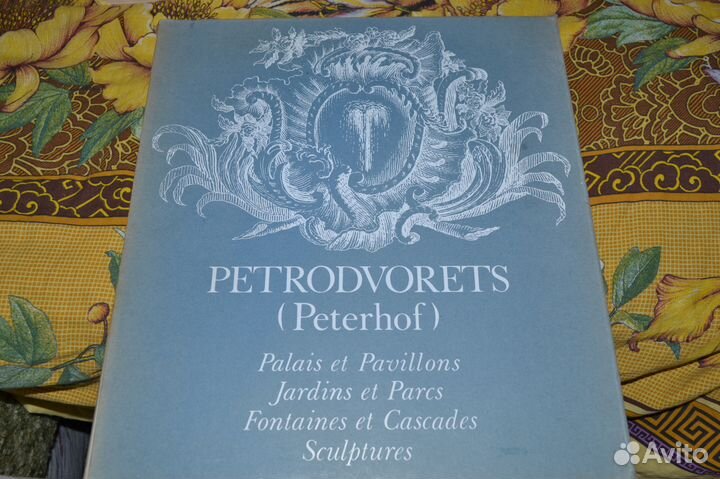 PETRODVORETS
(Peterhof)
Palais et Pavillons
Jardins et Parcs
Fontaines et Cascades
Sculptures
Avito